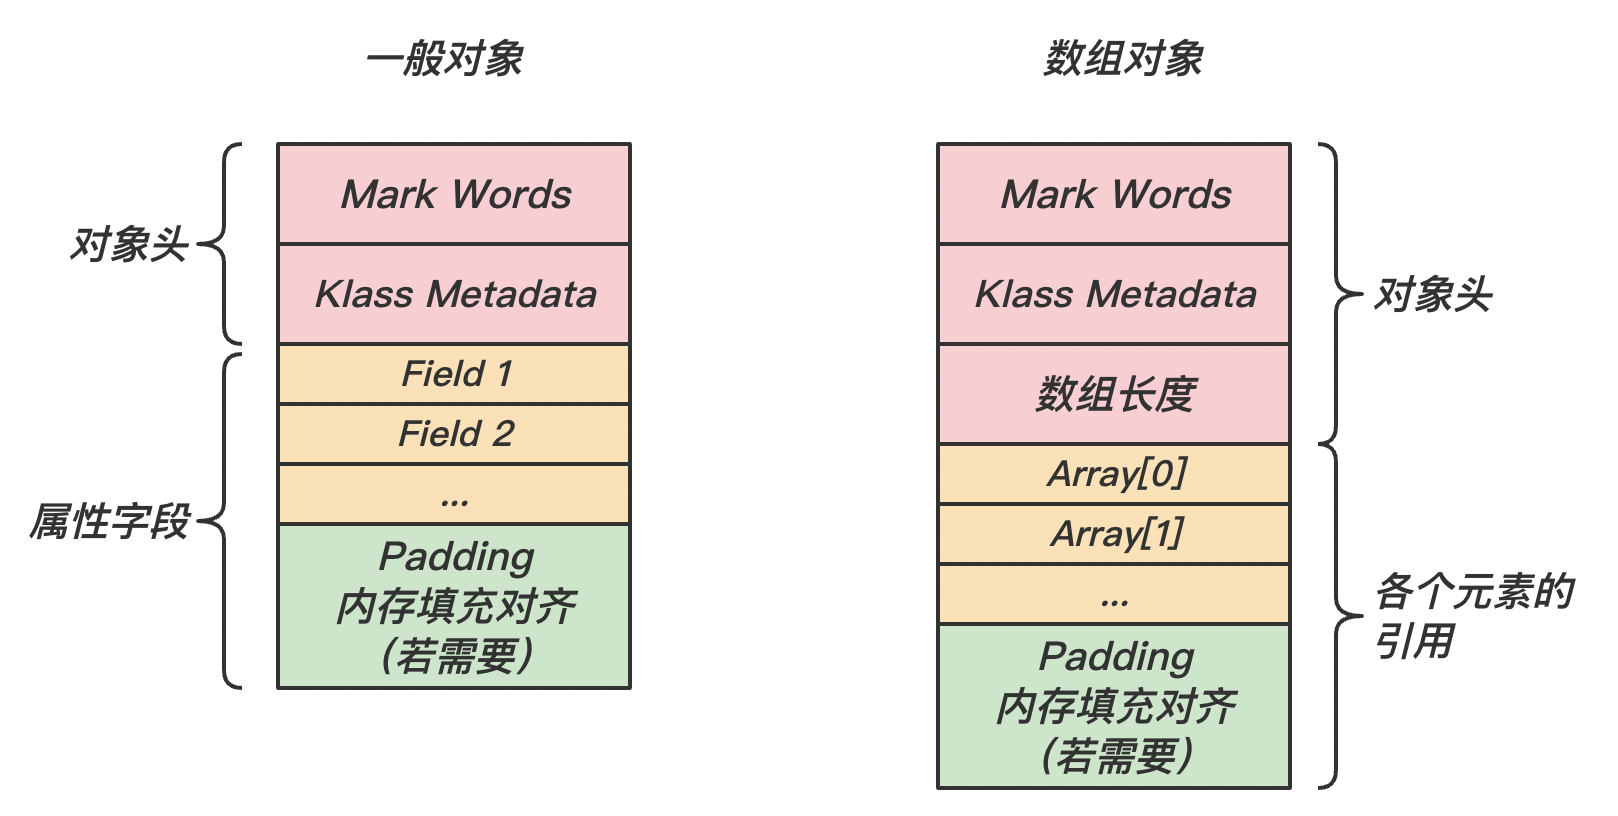 一般对象
对象头
Mark Words
Klass Metadata
属性字段
Field 1
Field 2
...
Padding
内存填充对齐
（若需要）
数组对象
Mark Words
Klass Metadata
数组长度
对象头
Array[0]
Array[1]
...
Padding
内存填充对齐
（若需要）
各个元素的
引用